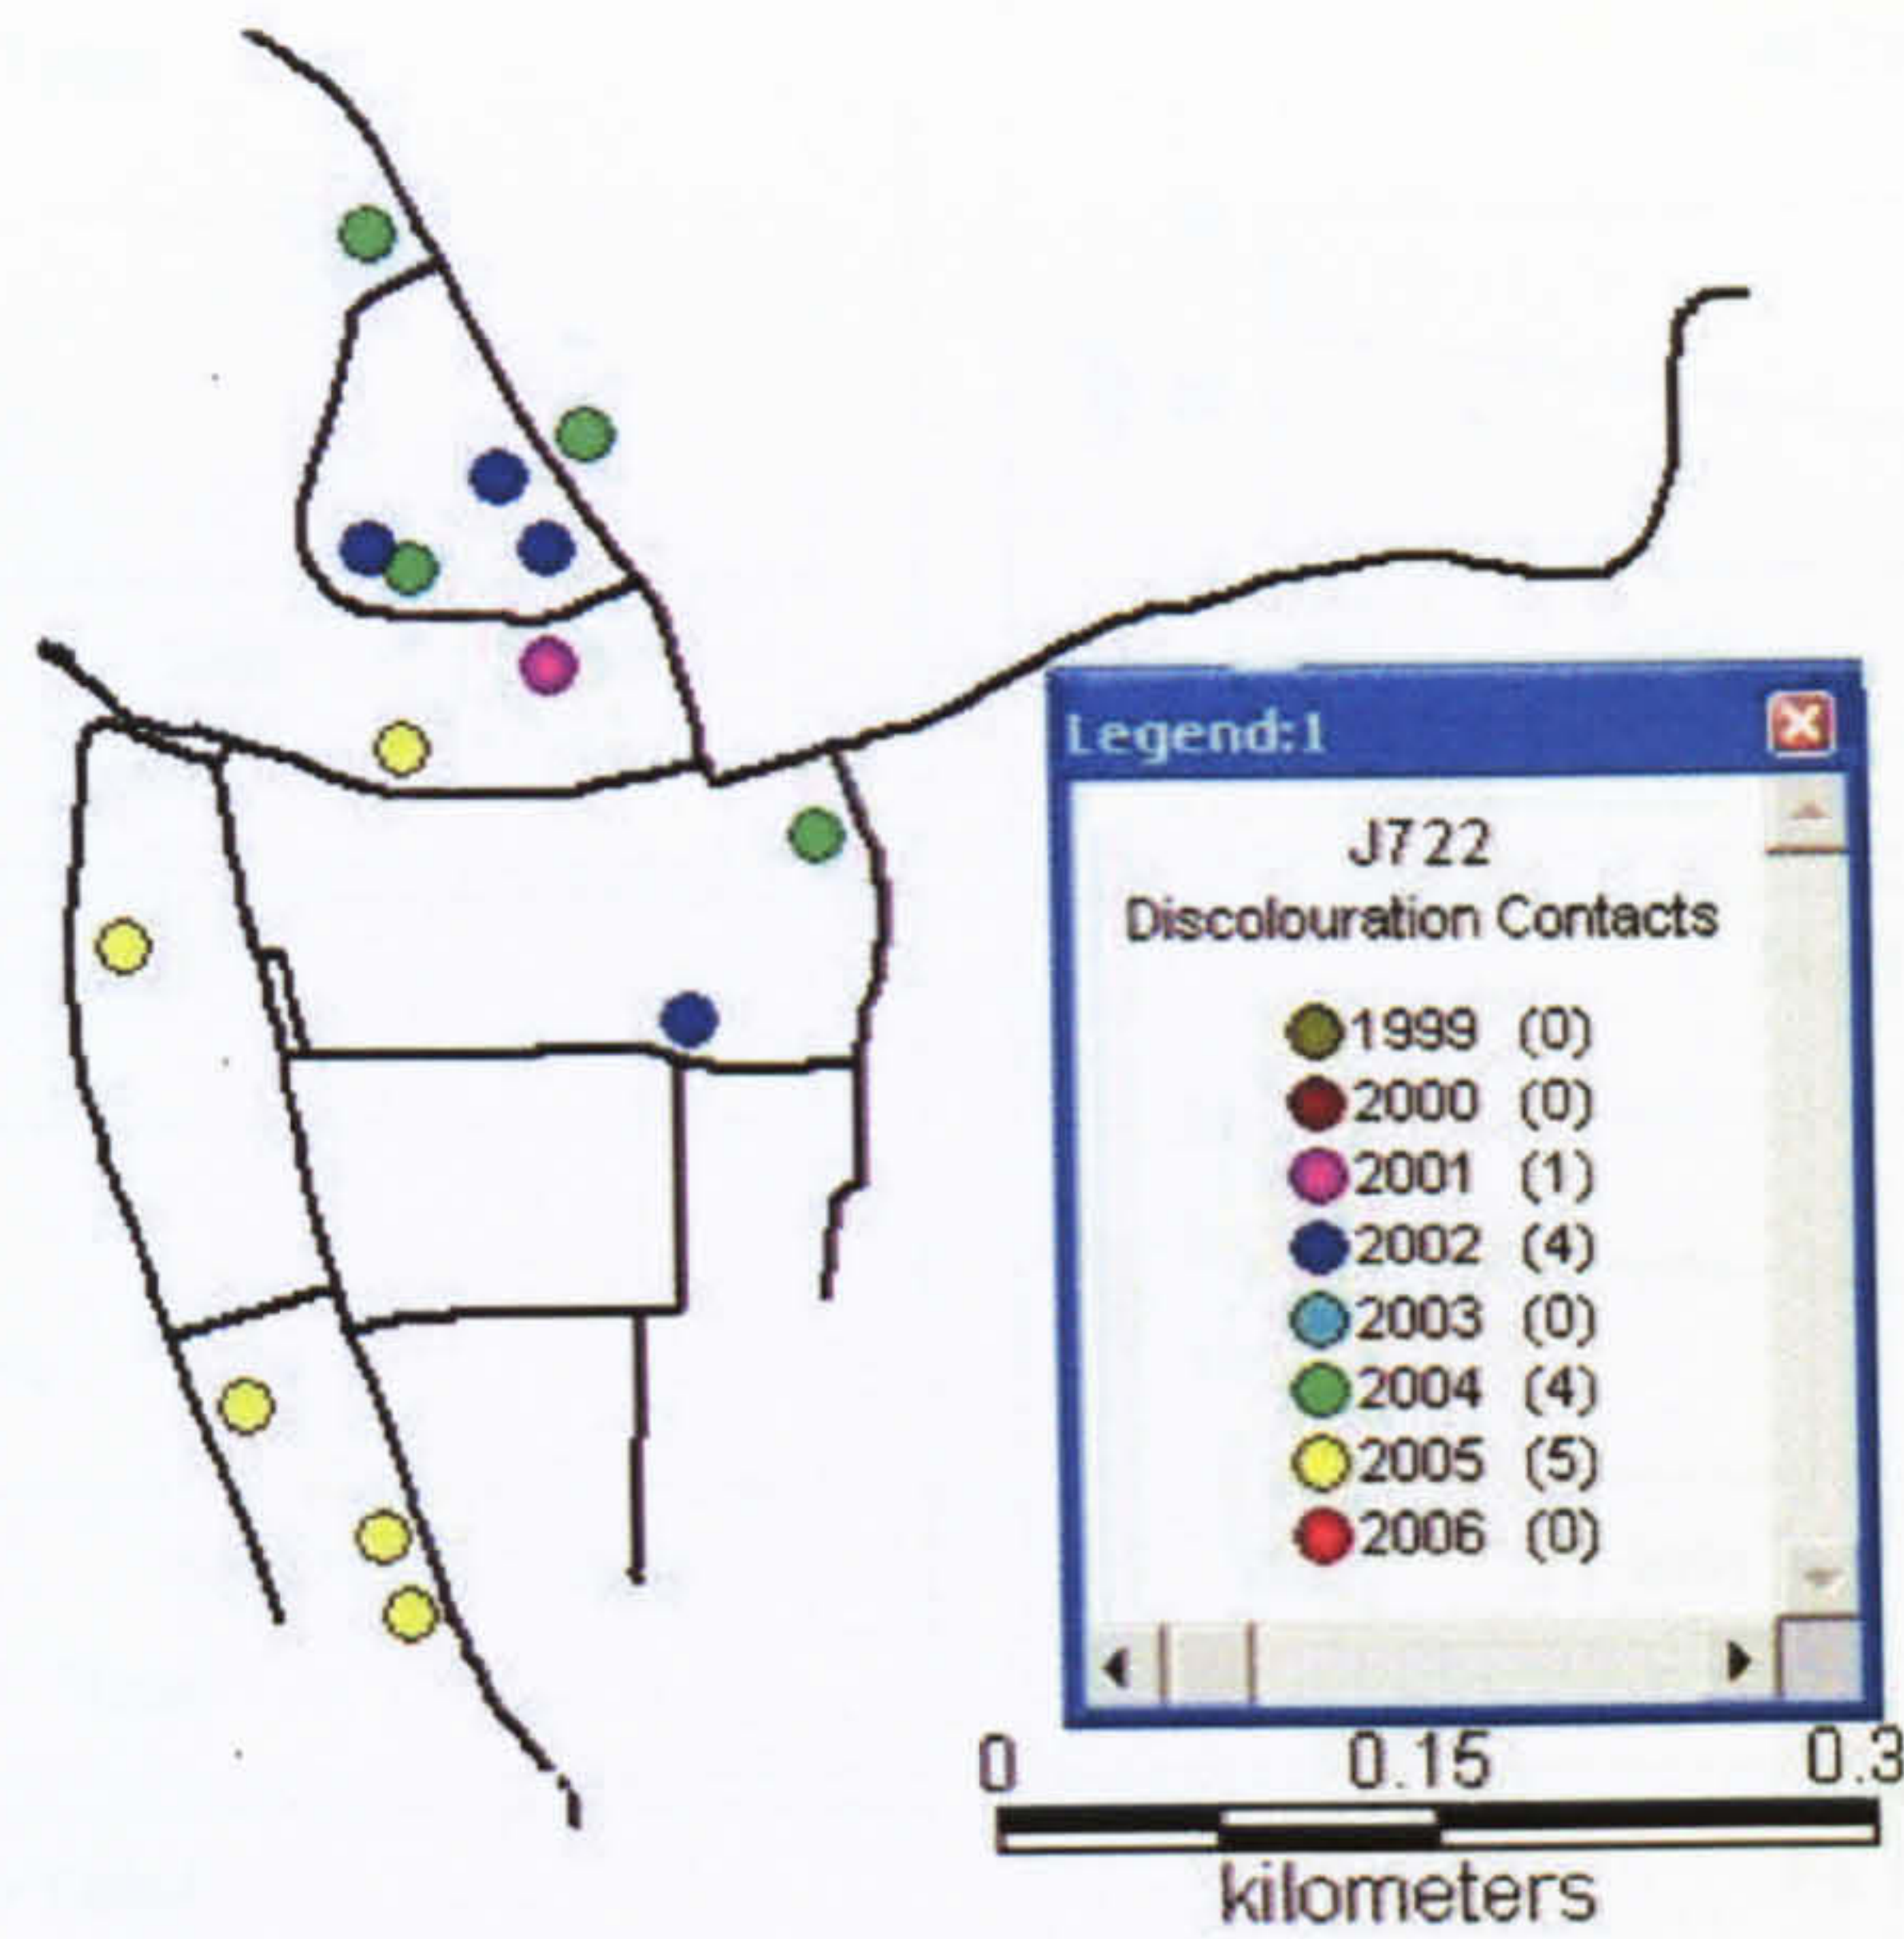 Legend:1
J722
Discolouration Contacts
1999 (0)
2000 (0)
2001 (1)
2002 (4)
2003 (0)
2004 (4)
2005 (5)
2006 (0)
0 0.15 0.3
kilometers